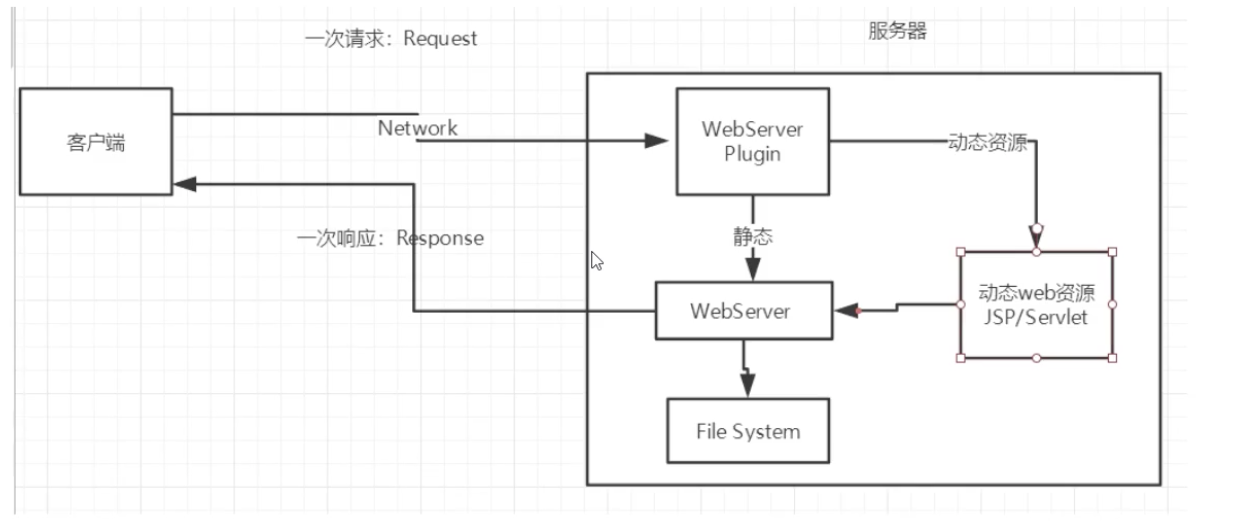 一次请求：Request
服务器
客户端
Network
WebServer
Plugin
动态资源
一次响应：Response
静态
WebServer
动态web资源
JSP/Servlet
File System